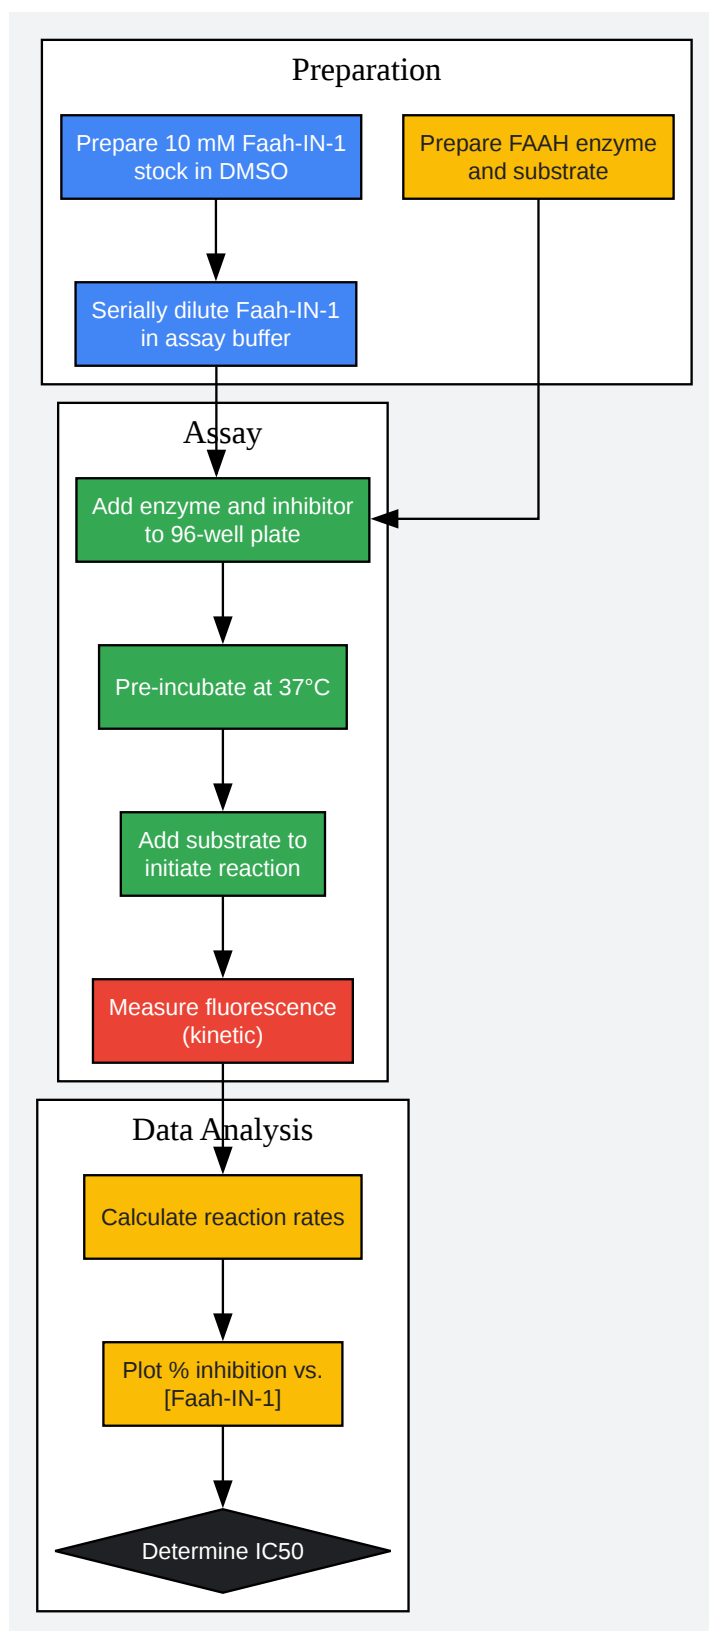 Preparation
Prepare 10 mM Faah-IN-1
stock in DMSO
Prepare FAAH enzyme
and substrate
Serially dilute Faah-IN-1
in assay buffer
Assay
Add enzyme and inhibitor
to 96-well plate
Pre-incubate at 37°C
Add substrate to
initiate reaction
Measure fluorescence
(kinetic)
Data Analysis
Calculate reaction rates
Plot % inhibition vs.
[Faah-IN-1]
Determine IC50